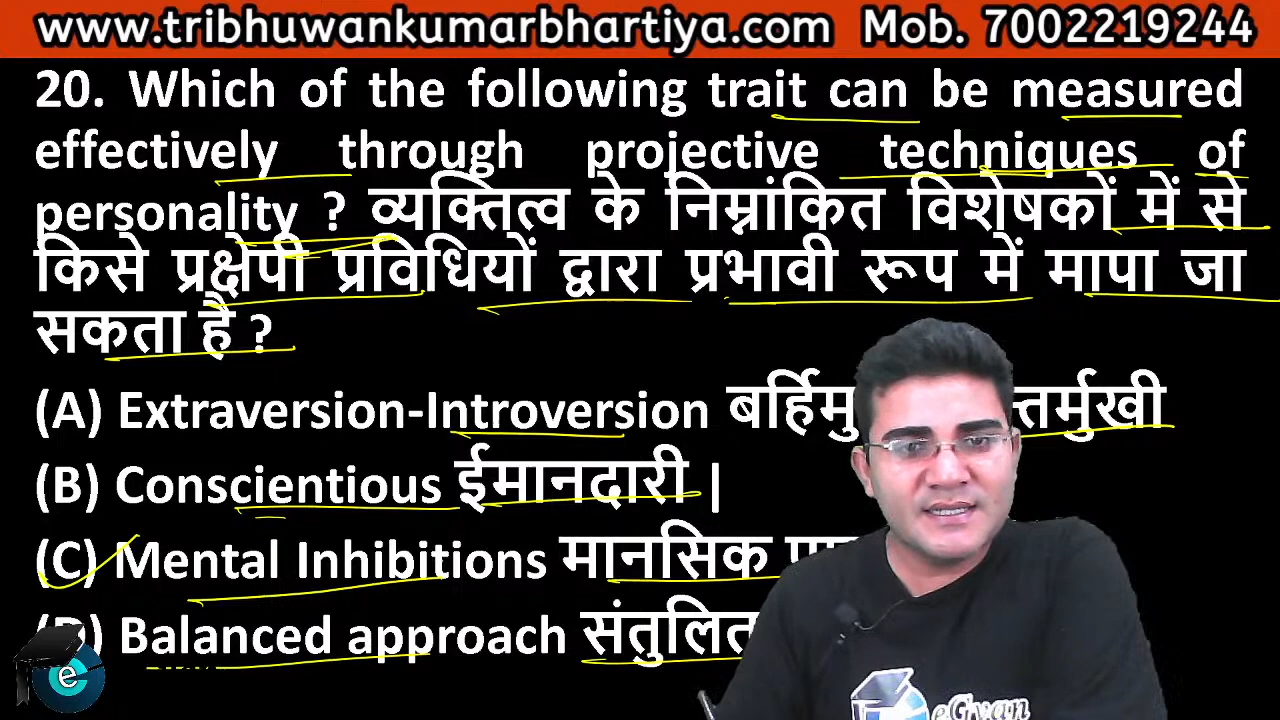 www.tribhuwankumarbhartiya.com Mob. 7002219244
20. Which of the following trait can be measured
effectively through projective techniques of
personality ? व्यक्तित्व के निम्नांकित विशेषकों में से
किसे प्रक्षेपी प्रविधियों द्वारा प्रभावी रूप में मापा जा
सकता है ?
(A) Extraversion-Introversion
(B) Conscientious ईमानदारी |
(C) Mental Inhibitions मानसिक
(D) Balanced approach
e
eGyan